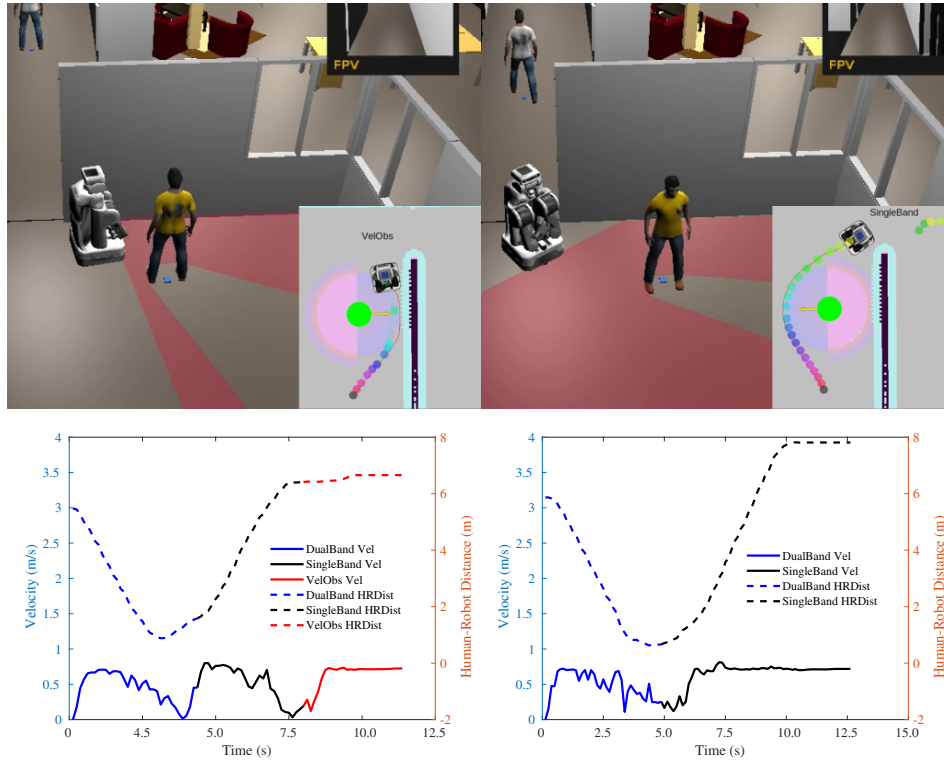 FPV
FPV
VelObs
SingleBand
4
3.5
3
2.5
2
1.5
1
0.5
0
Velocity (m/s)
8
6
4
2
0
-2
Human-Robot Distance (m)
DualBand Vel
SingleBand Vel
VelObs Vel
DualBand HRDist
SingleBand HRDist
VelObs HRDist
0 4.5 5.0 7.5 10.0 12.5
Time (s)
4
3.5
3
2.5
2
1.5
1
0.5
0
Velocity (m/s)
8
6
4
2
0
-2
Human-Robot Distance (m)
DualBand Vel
SingleBand Vel
DualBand HRDist
SingleBand HRDist
0 2.5 5.0 7.5 10.0 12.5 15.0
Time (s)